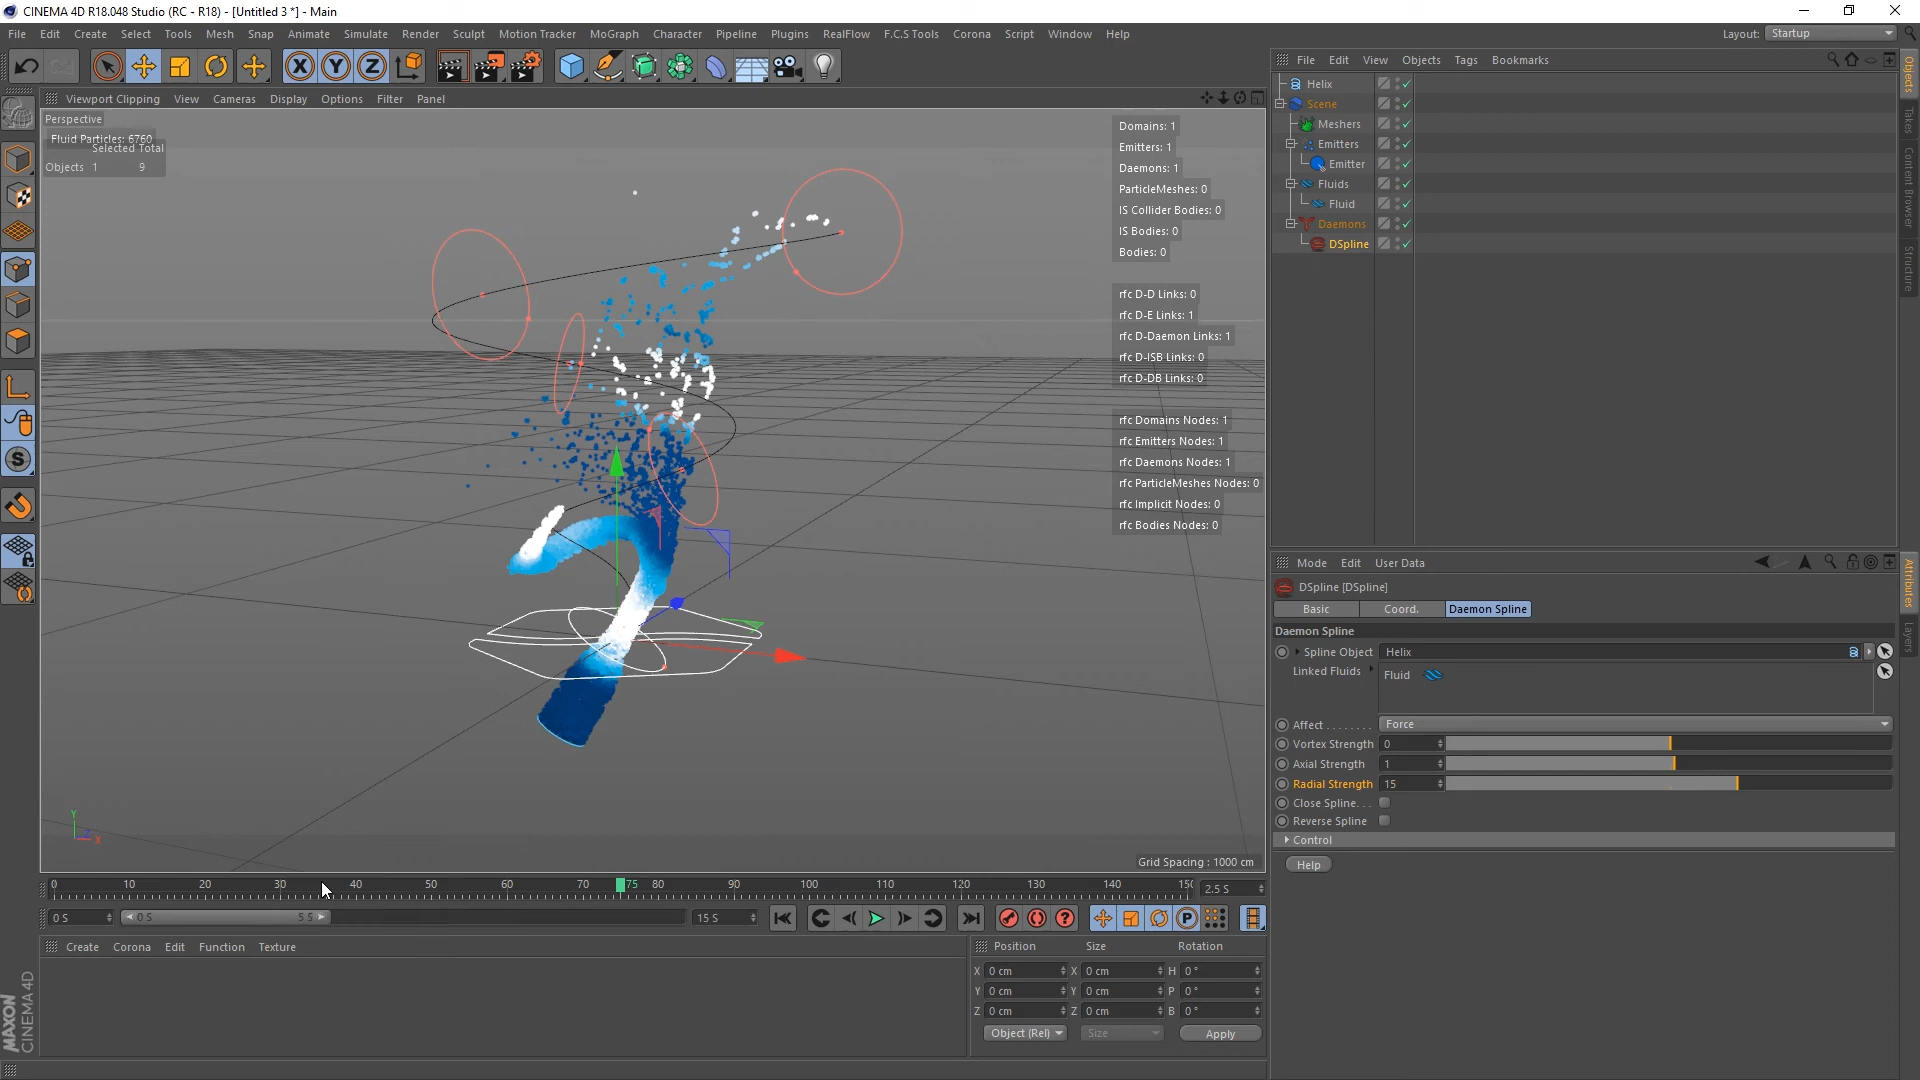 CINEMA 4D R18.048 Studio (RC - R18) - [Untitled 3 *] - Main
File Edit Create Select Tools Mesh Snap Animate Simulate Render Sculpt Motion Tracker MoGraph Character Pipeline Plugins RealFlow F.C.S Tools Corona Script Window Help
Layout: Startup
X Y Z
File Edit View Objects Tags Bookmarks
Viewport Clipping View Cameras Display Options Filter Panel
Perspective
Fluid Particles: 6760
Selected Total
Objects 1 9
Domains: 1
Emitters: 1
Daemons: 1
ParticleMeshes: 0
IS Collider Bodies: 0
IS Bodies: 0
Bodies: 0
rfc D-D Links: 0
rfc D-E Links: 1
rfc D-Daemon Links: 1
rfc D-ISB Links: 0
rfc D-DB Links: 0
rfc Domains Nodes: 1
rfc Emitters Nodes: 1
rfc Daemons Nodes: 1
rfc ParticleMeshes Nodes: 0
rfc Implicit Nodes: 0
rfc Bodies Nodes: 0
Grid Spacing : 1000 cm
Y
Z X
Helix
Scene
Meshers
Emitters
Emitter
Fluids
Fluid
Daemons
DSpline
Objects
Takes
Content Browser
Structure
Mode Edit User Data
DSpline [DSpline]
Basic Coord. Daemon Spline
Daemon Spline
Spline Object Helix
Linked Fluids Fluid
Affect . . . . . . . . Force
Vortex Strength 0
Axial Strength 1
Radial Strength 15
Close Spline. . .
Reverse Spline
Control
Help
Attributes
Layers
0 10 20 30 40 50 60 70 75 80 90 100 110 120 130 140 150 2.5 S
0 S 0 S 5 S 15 S
P
Create Corona Edit Function Texture
Position Size Rotation
X 0 cm X 0 cm H 0 °
Y 0 cm Y 0 cm P 0 °
Z 0 cm Z 0 cm B 0 °
Object (Rel) Size Apply
MAXON
CINEMA 4D